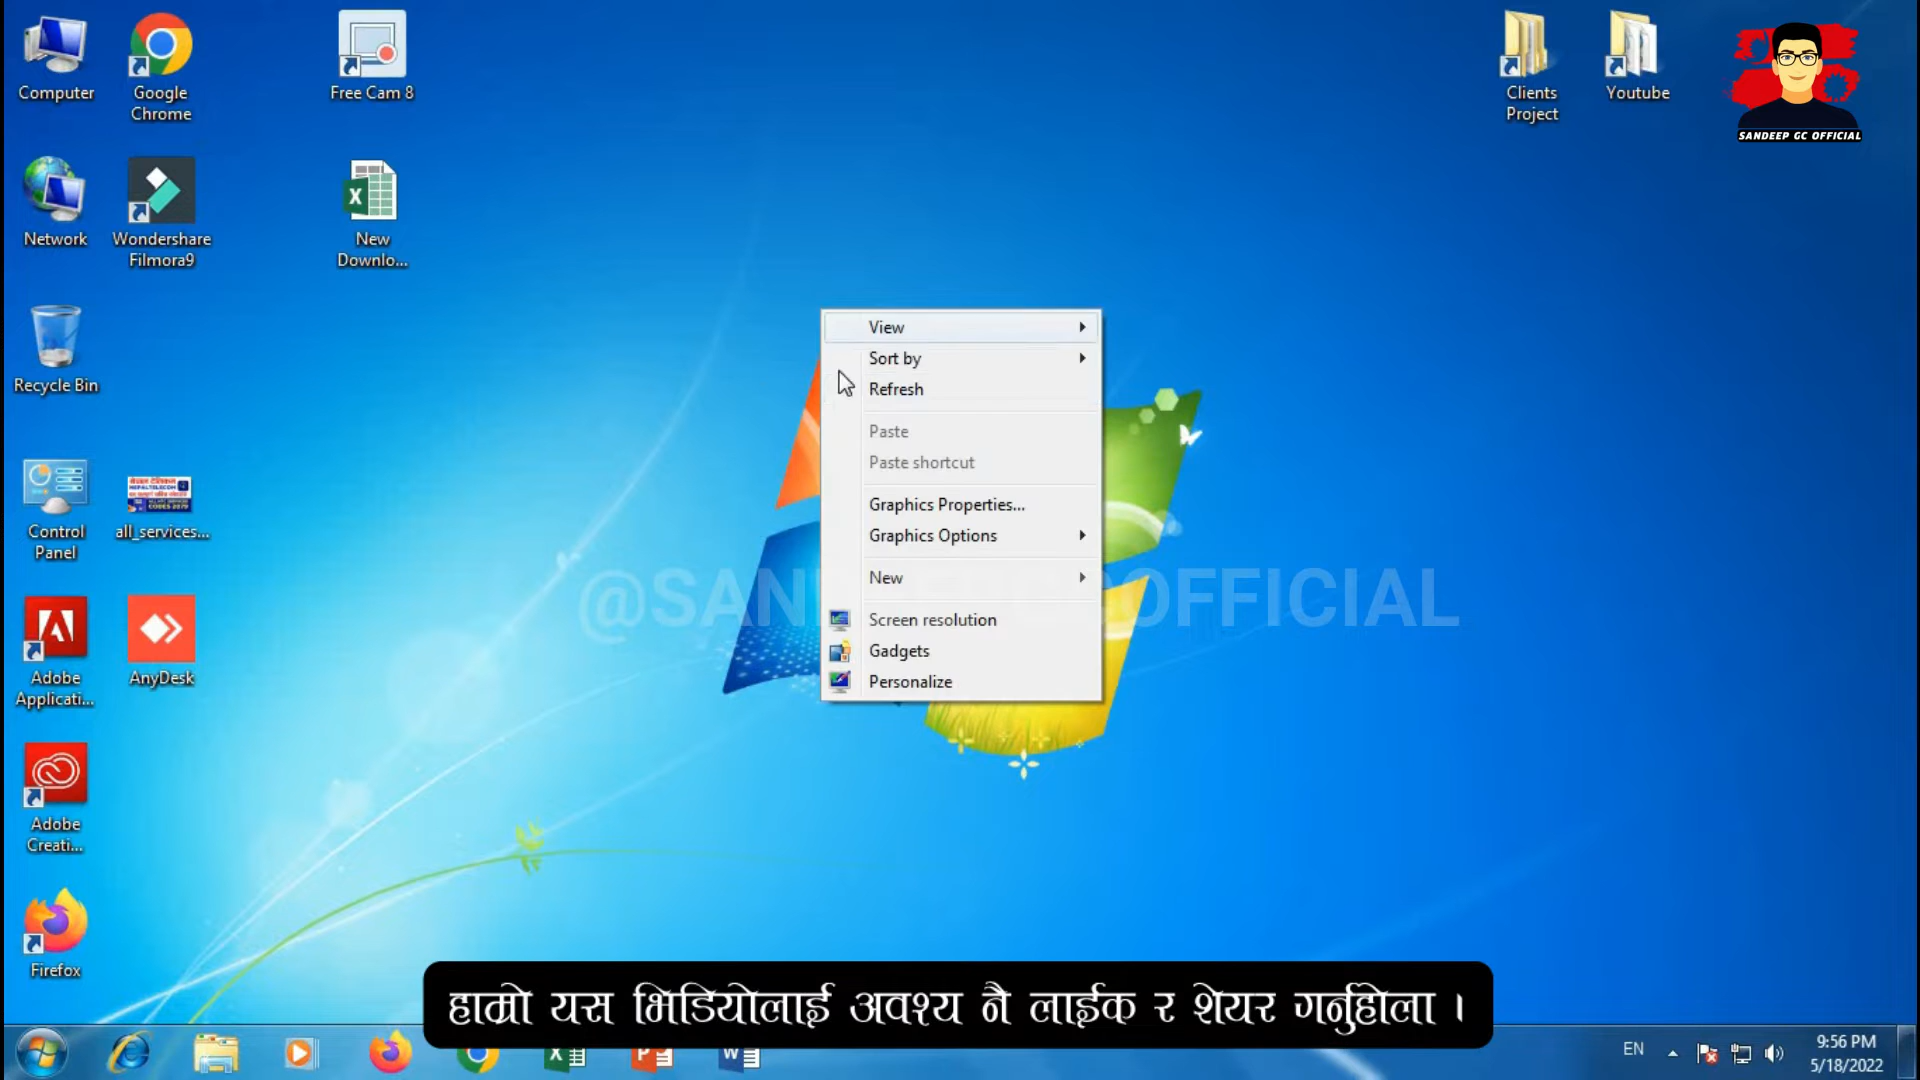 Computer
Google
Chrome
Free Cam 8
Clients
Project
Youtube
SANDEEP GC OFFICIAL
Network
Wondershare
Filmora9
New
Downlo...
Recycle Bin
View
Sort by
Refresh
Paste
Paste shortcut
Graphics Properties...
Graphics Options
New
Screen resolution
Gadgets
Personalize
Control
Panel
all_services...
Adobe
Applicati...
AnyDesk
Adobe
Creati...
Firefox
हाम्रो यस भिडियोलाई अवश्य नै लाईक र शेयर गर्नुहोला ।
EN
9:56 PM
5/18/2022